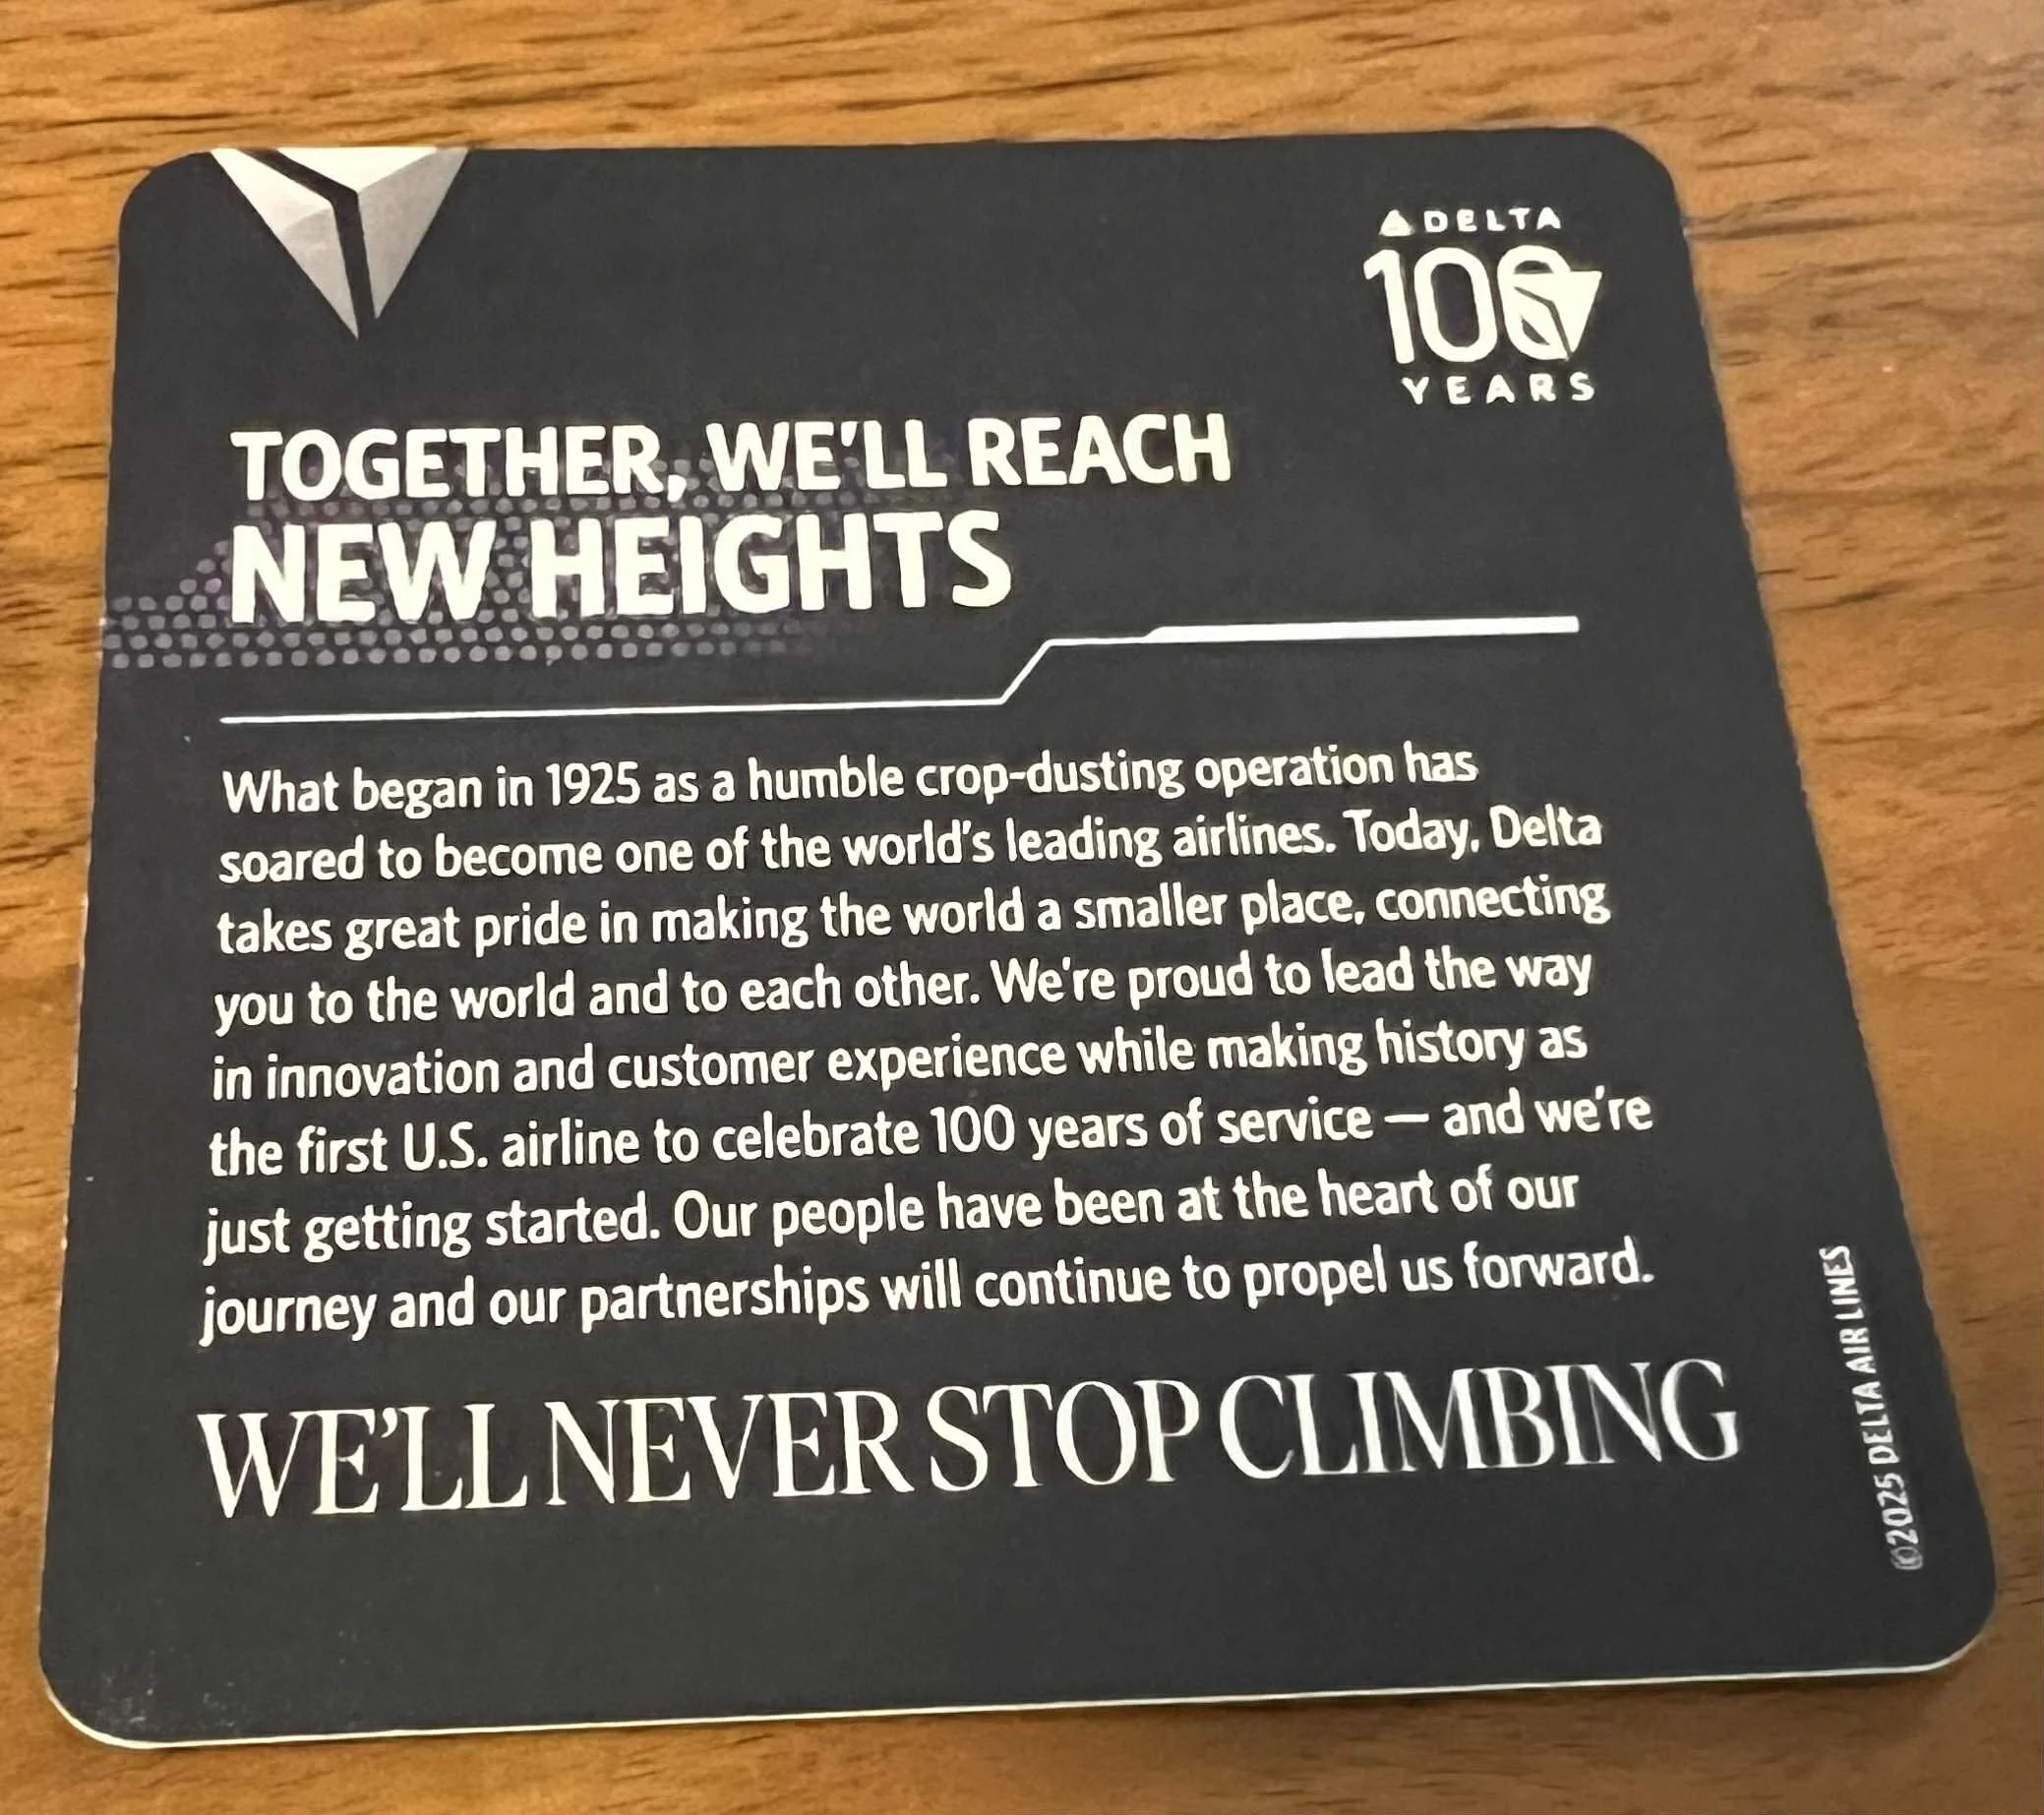 DELTA
100
YEARS
TOGETHER, WE'LL REACH
NEW HEIGHTS
What began in 1925 as a humble crop-dusting operation has
soared to become one of the world's leading airlines. Today, Delta
takes great pride in making the world a smaller place, connecting
you to the world and to each other. We're proud to lead the way
in innovation and customer experience while making history as
the first U.S. airline to celebrate 100 years of service — and we're
just getting started. Our people have been at the heart of our
journey and our partnerships will continue to propel us forward.
WE'LL NEVER STOP CLIMBING
©2025 DELTA AIR LINES